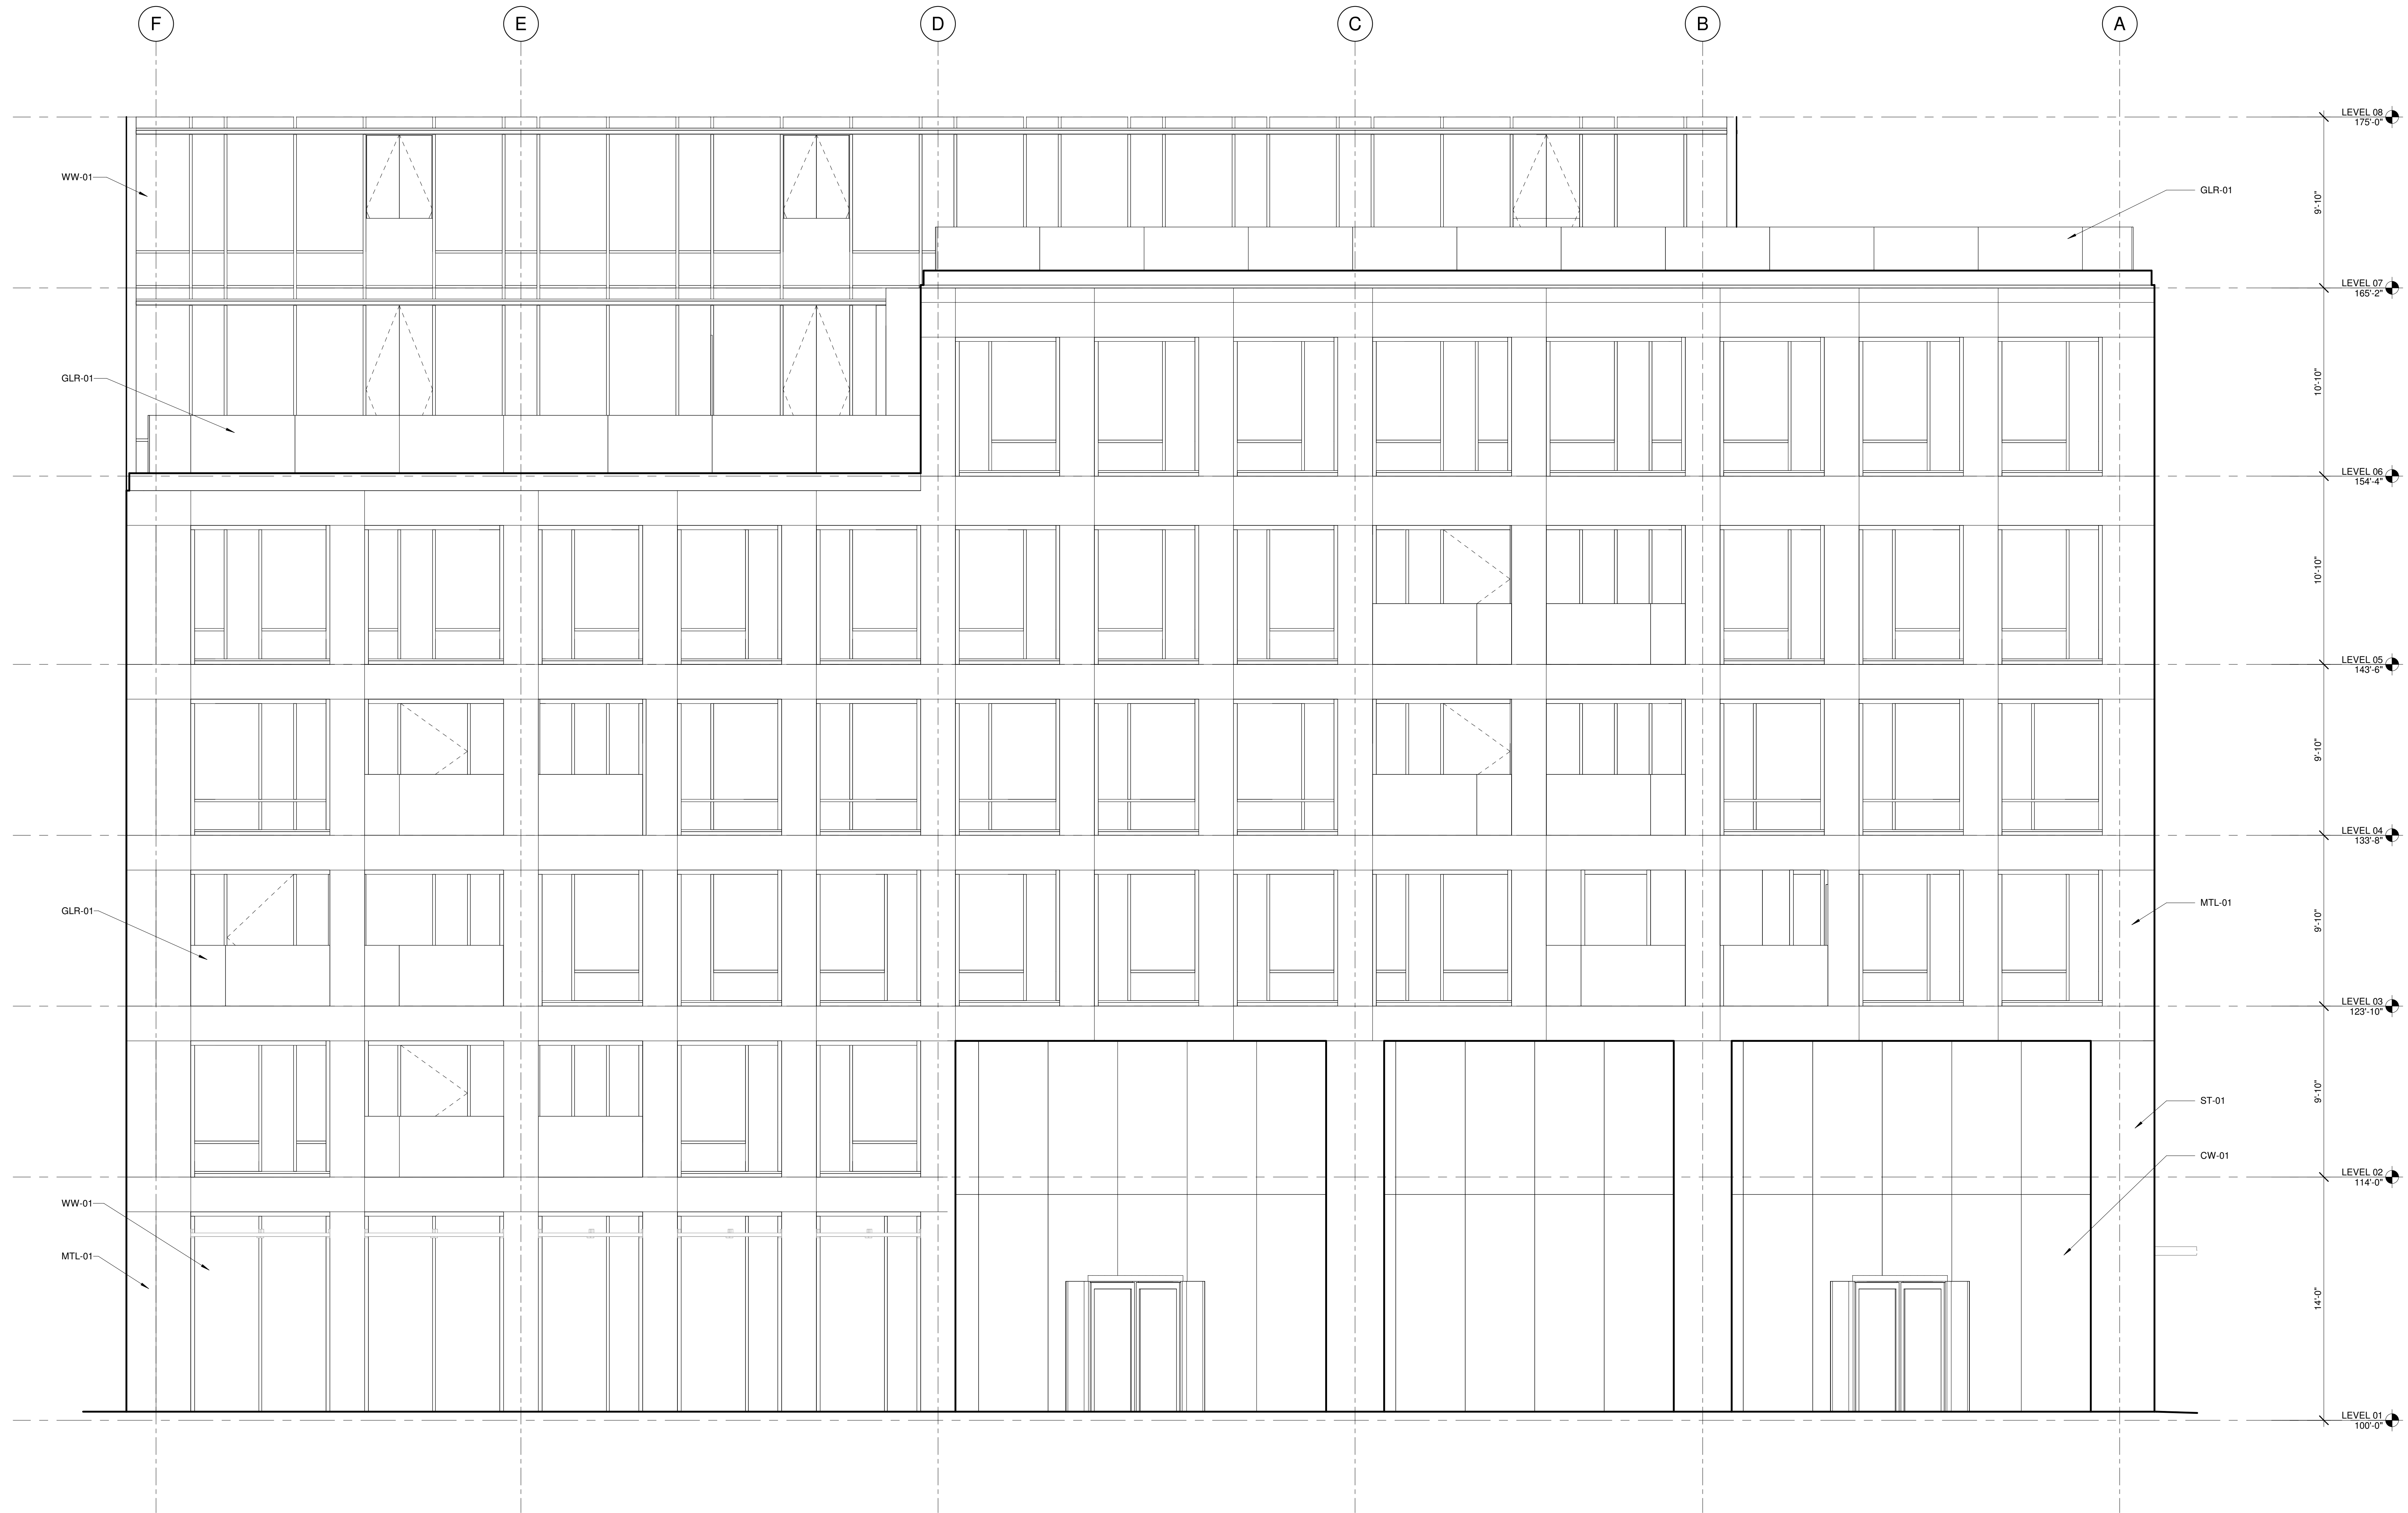 F
E
D
C
B
A
LEVEL 08
175'-0"
WW-01
GLR-01
9'-10"
LEVEL 07
165'-2"
GLR-01
10'-10"
LEVEL 06
154'-4"
10'-10"
LEVEL 05
143'-6"
9'-10"
LEVEL 04
133'-8"
GLR-01
MTL-01
9'-10"
LEVEL 03
123'-10"
9'-10"
ST-01
CW-01
LEVEL 02
114'-0"
WW-01
MTL-01
14'-0"
LEVEL 01
100'-0"